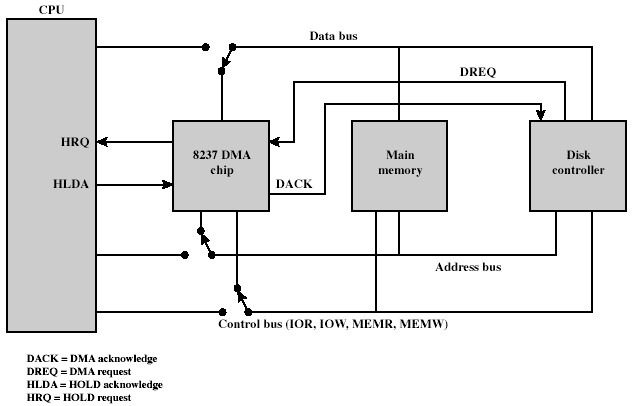 CPU
Data bus
DREQ
HRQ
8237 DMA
chip
Main
memory
Disk
controller
HLDA
DACK
Address bus
Control bus (IOR, IOW, MEMR, MEMW)
DACK = DMA acknowledge
DREQ = DMA request
HLDA = HOLD acknowledge
HRQ = HOLD request